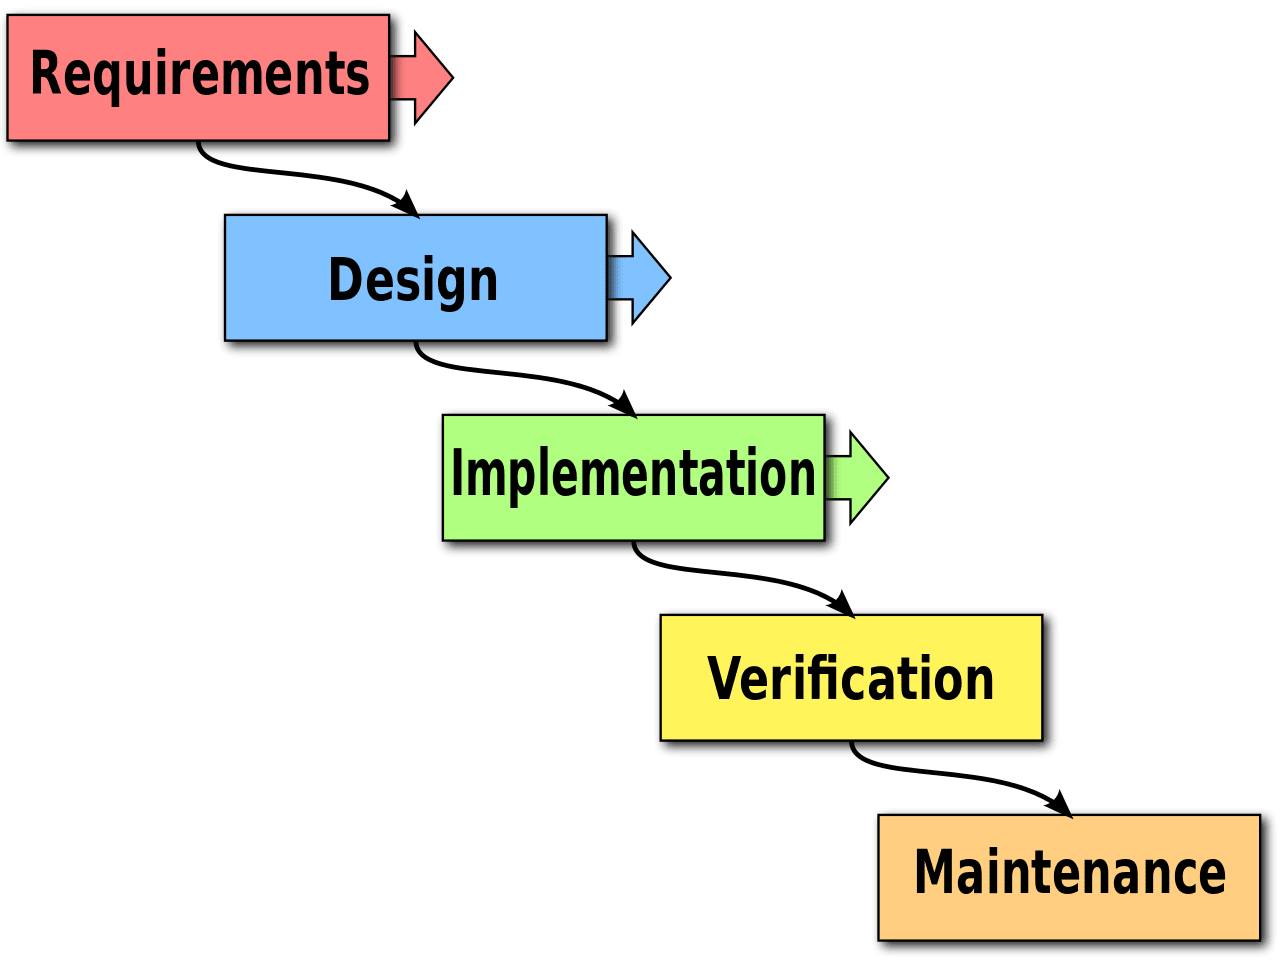 Requirements
Design
Implementation
Verification
Maintenance